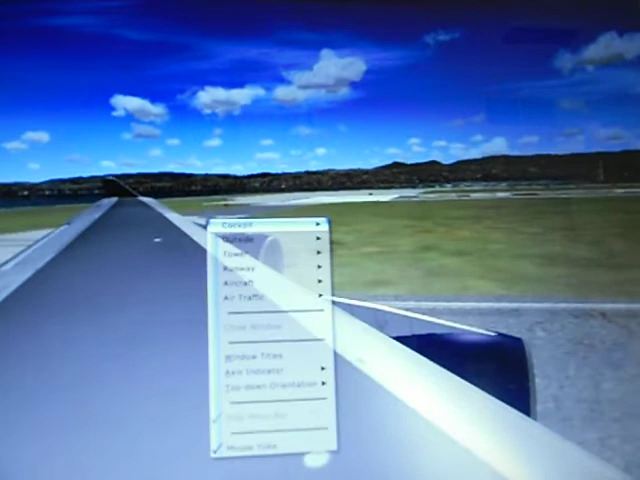 Cockpit
Outside
Tower
Runway
Aircraft
Air Traffic
Close Window
Window Titles
Axis Indicator
Top-down Orientation
Mouse Yoke